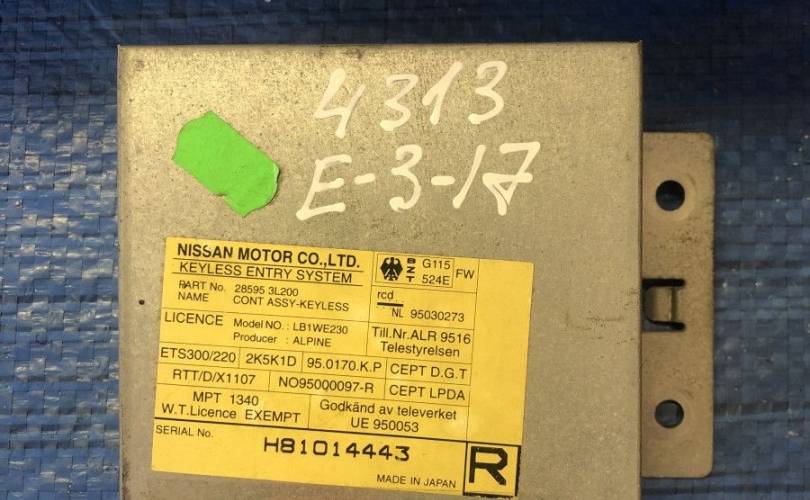 4313
E-3-17
NISSAN MOTOR CO.,LTD.
KEYLESS ENTRY SYSTEM
PART No. 28595 3L200
NAME CONT ASSY-KEYLESS
LICENCE Model NO. : LB1WE230
Producer : ALPINE
BZT G115 524E FW
rcd
NL 95030273
Till.Nr.ALR 9516
Telestyrelsen
ETS300/220 2K5K1D 95.0170.K.P CEPT D.G.T
RTT/D/X1107 NO95000097-R CEPT LPDA
MPT 1340
W.T.Licence EXEMPT
Godkänd av televerket
UE 950053
SERIAL No.
H81014443
MADE IN JAPAN
R